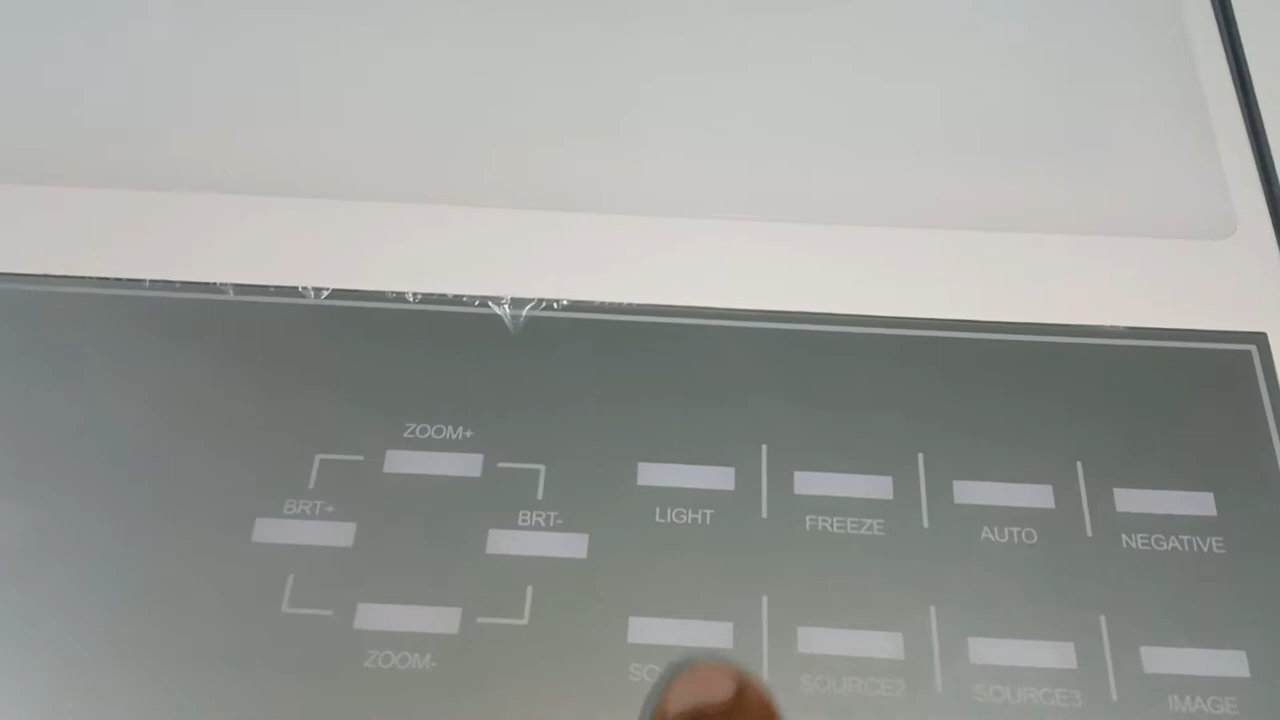 ZOOM+
BRT+
BRT-
ZOOM-
LIGHT
FREEZE
AUTO
NEGATIVE
SOURCE2
SOURCE3
IMAGE